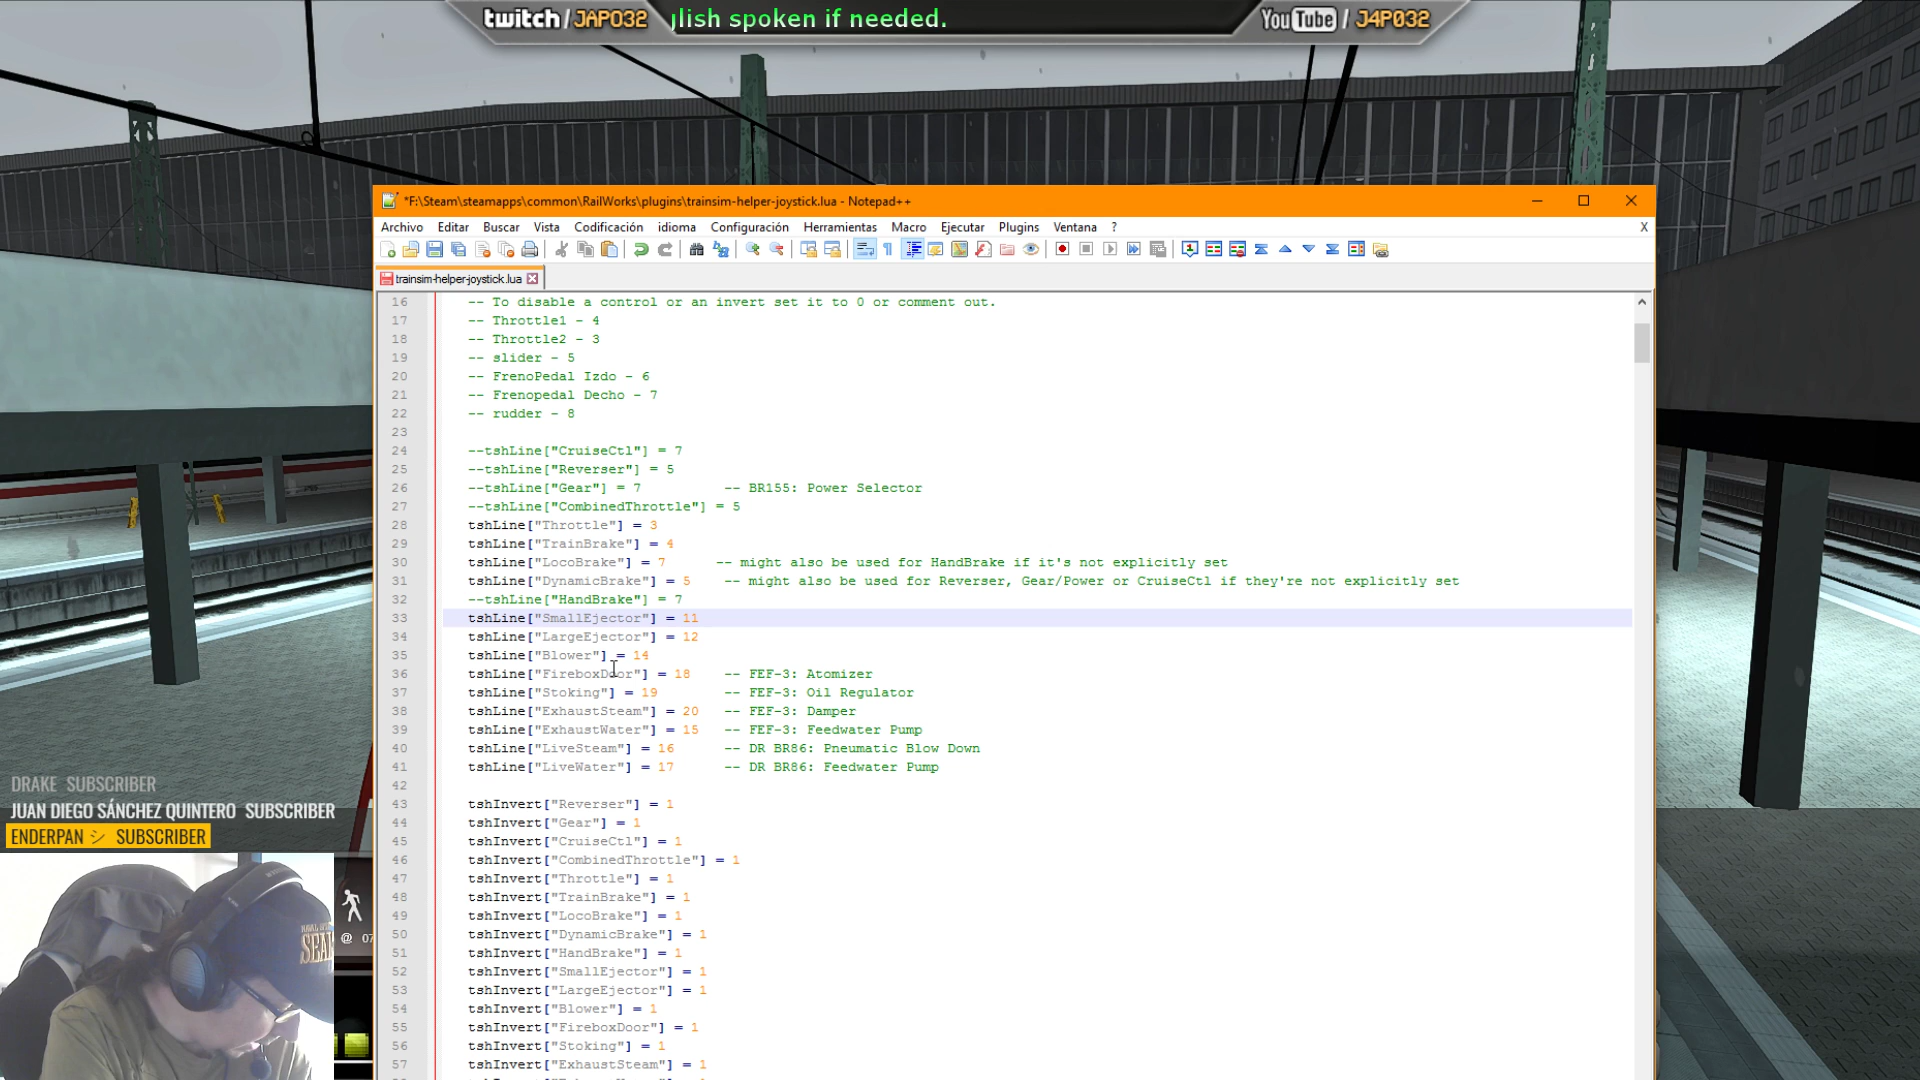 twitch / JAPO32
lish spoken if needed.
You Tube / J4P032
*F:\Steam\steamapps\common\RailWorks\plugins\trainsim-helper-joystick.lua - Notepad++
Archivo Editar Buscar Vista Codificación idioma Configuración Herramientas Macro Ejecutar Plugins Ventana ? X
trainsim-helper-joystick.lua
16 -- To disable a control or an invert set it to 0 or comment out.
17 -- Throttle1 - 4
18 -- Throttle2 - 3
19 -- slider - 5
20 -- FrenoPedal Izdo - 6
21 -- Frenopedal Decho - 7
22 -- rudder - 8
23
24 --tshLine["CruiseCtl"] = 7
25 --tshLine["Reverser"] = 5
26 --tshLine["Gear"] = 7 -- BR155: Power Selector
27 --tshLine["CombinedThrottle"] = 5
28 tshLine["Throttle"] = 3
29 tshLine["TrainBrake"] = 4
30 tshLine["LocoBrake"] = 7 -- might also be used for HandBrake if it's not explicitly set
31 tshLine["DynamicBrake"] = 5 -- might also be used for Reverser, Gear/Power or CruiseCtl if they're not explicitly set
32 --tshLine["HandBrake"] = 7
33 tshLine["SmallEjector"] = 11
34 tshLine["LargeEjector"] = 12
35 tshLine["Blower"] = 14
36 tshLine["FireboxDoor"] = 18 -- FEF-3: Atomizer
37 tshLine["Stoking"] = 19 -- FEF-3: Oil Regulator
38 tshLine["ExhaustSteam"] = 20 -- FEF-3: Damper
39 tshLine["ExhaustWater"] = 15 -- FEF-3: Feedwater Pump
40 tshLine["LiveSteam"] = 16 -- DR BR86: Pneumatic Blow Down
41 tshLine["LiveWater"] = 17 -- DR BR86: Feedwater Pump
42
43 tshInvert["Reverser"] = 1
44 tshInvert["Gear"] = 1
45 tshInvert["CruiseCtl"] = 1
46 tshInvert["CombinedThrottle"] = 1
47 tshInvert["Throttle"] = 1
48 tshInvert["TrainBrake"] = 1
49 tshInvert["LocoBrake"] = 1
50 tshInvert["DynamicBrake"] = 1
51 tshInvert["HandBrake"] = 1
52 tshInvert["SmallEjector"] = 1
53 tshInvert["LargeEjector"] = 1
54 tshInvert["Blower"] = 1
55 tshInvert["FireboxDoor"] = 1
56 tshInvert["Stoking"] = 1
57 tshInvert["ExhaustSteam"] = 1
DRAKE SUBSCRIBER
JUAN DIEGO SÁNCHEZ QUINTERO SUBSCRIBER
ENDERPAN シ SUBSCRIBER
@ 07